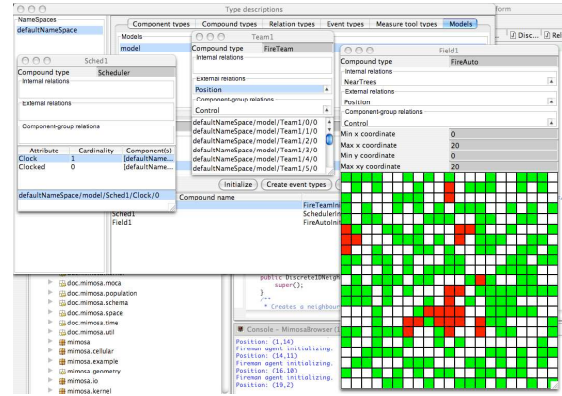 Type descriptions
form
NameSpaces
defaultNameSpace
Component types
Compound types
Relation types
Event types
Measure tool types
Models
Models
model
Disc...
Rel
Team1
Compound type
FireTeam
Internal relations
External relations
Position
Component-group relations
Control
defaultNameSpace/model/Team1/0/0
defaultNameSpace/model/Team1/1/0
defaultNameSpace/model/Team1/2/0
defaultNameSpace/model/Team1/3/0
defaultNameSpace/model/Team1/4/0
defaultNameSpace/model/Team1/5/0
Sched1
Compound type
Scheduler
Internal relations
External relations
Component-group relations
Attribute
Cardinality
Component(s)
Clock
1
[defaultName...
Clocked
0
[defaultName...
defaultNameSpace/model/Sched1/Clock/0
Field1
Compound type
FireAuto
Internal relations
NearTrees
External relations
Position
Component-group relations
Control
Min x coordinate
0
Max x coordinate
20
Min y coordinate
0
Max xy coordinate
20
Initialize
Create event types
Compound name
FireTeamIni
Sched1
SchedulerIn
Field1
FireAutoInit
doc.mimosa.moca
doc.mimosa.population
doc.mimosa.schema
doc.mimosa.space
doc.mimosa.time
doc.mimosa.util
mimosa
mimosa.cellular
mimosa.example
mimosa.geometry
mimosa.io
mimosa.kernel
public Discrete1DNeigh
super();
}
/**
* Creates a neighbou
Console – MimosaBrowser (1
Position: (1,14)
Fireman agent initializing.
Position: (14,11)
Fireman agent initializing.
Position: (16,10)
Fireman agent initializing.
Position: (19,2)